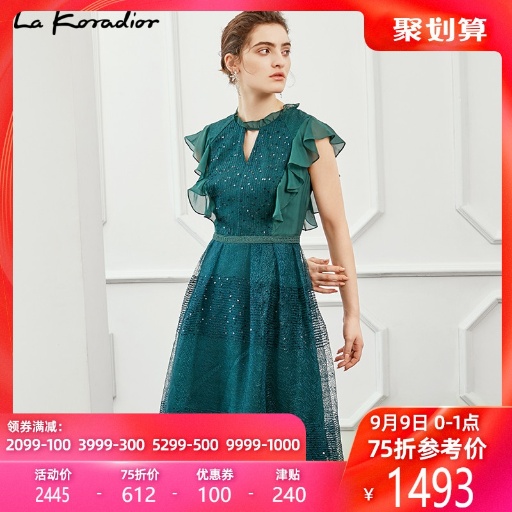 La Koradior
聚划算
领券满减:
2099-100 3999-300 5299-500 9999-1000
活动价 75折价 优惠券 津贴
2445 - 612 - 100 - 240
9月9日 0-1点
75折参考价
¥ 1493